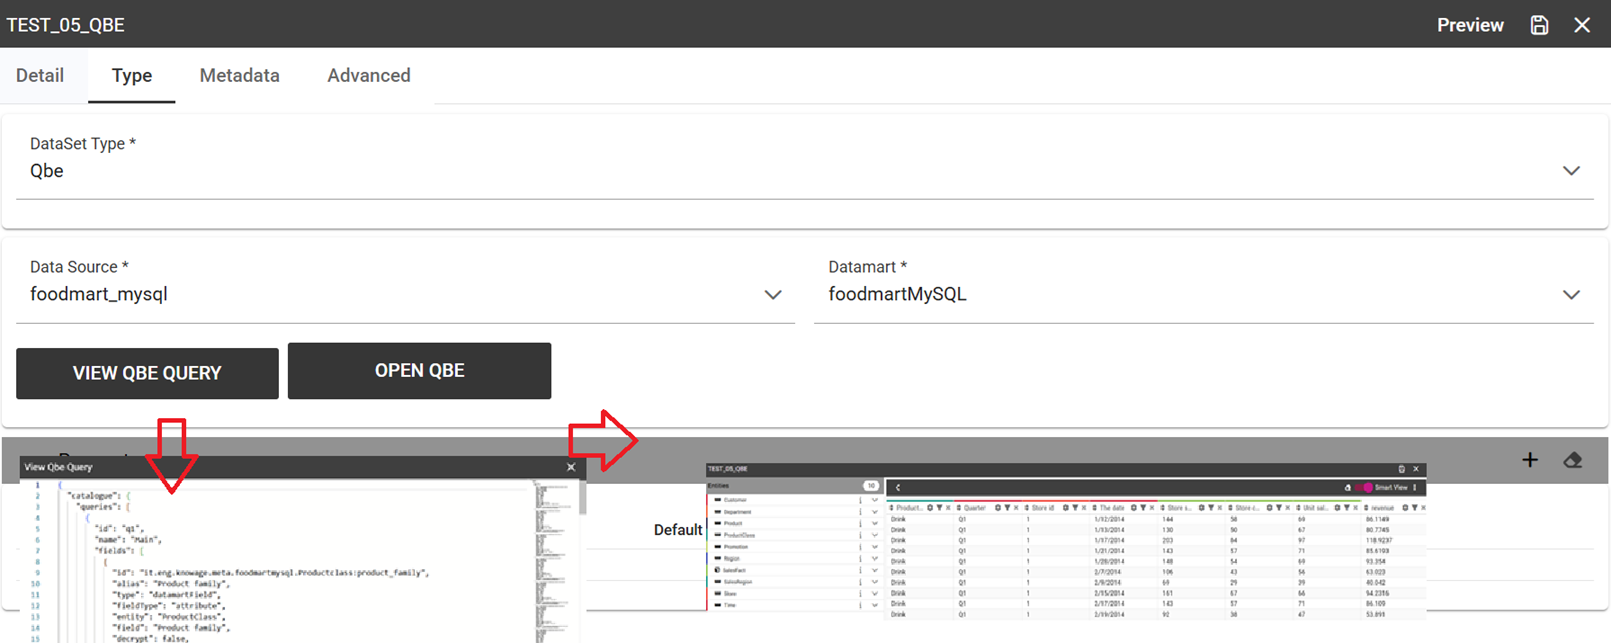 TEST_05_QBE
Preview
Detail Type Metadata Advanced
DataSet Type *
Qbe
Data Source *
foodmart_mysql
Datamart *
foodmartMySQL
VIEW QBE QUERY
OPEN QBE
View Qbe Query
1 {
2 "catalogue": {
3 "queries": [
4 {
5 "id": "q1",
6 "name": "Main",
7 "fields": [
8 {
9 "id": "it.eng.knowage.meta.foodmartmysql.Productclass:product_family",
10 "alias": "Product family",
11 "type": "datamartField",
12 "fieldType": "attribute",
13 "entity": "ProductClass",
14 "field": "Product family",
15 "decrypt": false,
Default
TEST_05_QBE
Entities 10
Customer
Department
Product
ProductClass
Promotion
Region
SalesFact
SalesRegion
Store
Time
Smart View
Product... Quarter Store id The date Store s... Store c... Unit sal... revenue
Drink Q1 1 1/12/2014 144 58 69 86.1149
Drink Q1 1 1/13/2014 130 50 67 80.7745
Drink Q1 1 1/17/2014 203 84 97 118.9237
Drink Q1 1 1/21/2014 143 57 71 85.6193
Drink Q1 1 1/28/2014 148 54 69 93.354
Drink Q1 1 2/7/2014 106 43 56 63.023
Drink Q1 1 2/9/2014 69 29 39 40.042
Drink Q1 1 2/15/2014 161 67 66 94.2316
Drink Q1 1 2/17/2014 143 57 71 86.109
Drink Q1 1 2/19/2014 92 38 47 53.891